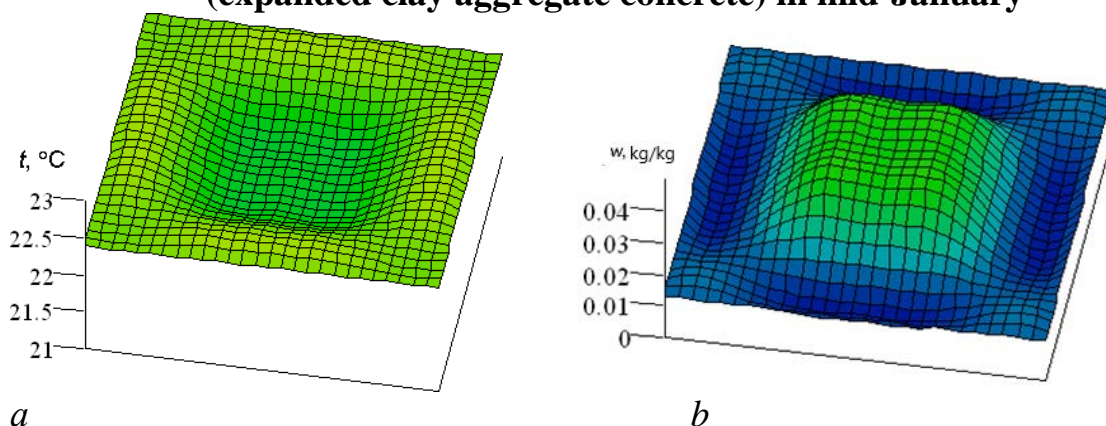 (expanded clay aggregate concrete) in mid-January
t, °C
23
22.5
22
21.5
21
a
w, kg/kg
0.04
0.03
0.02
0.01
0
b